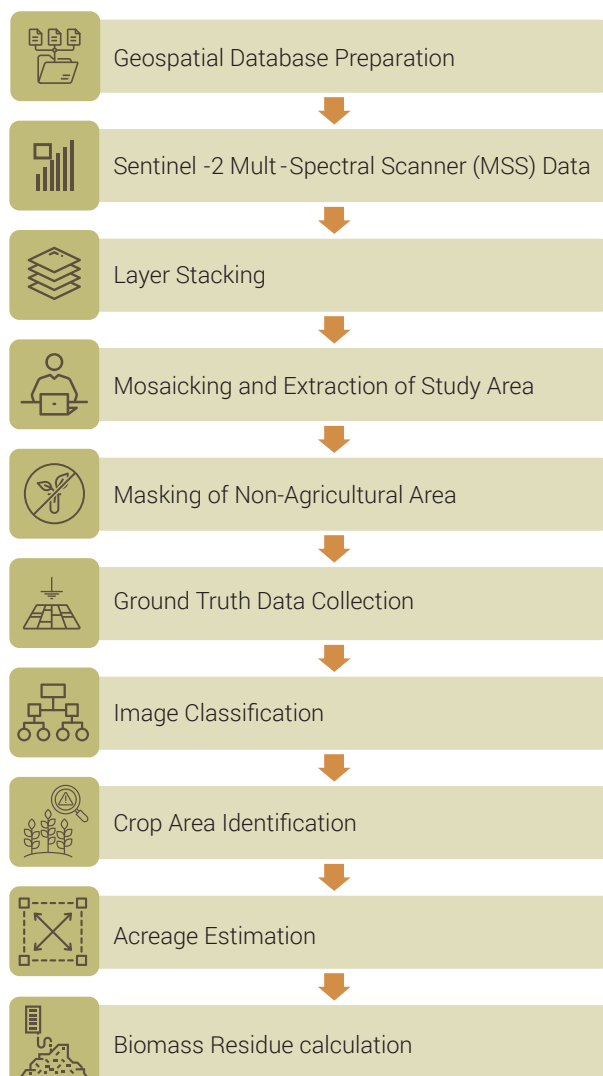 Geospatial Database Preparation
Sentinel -2 Mult-Spectral Scanner (MSS) Data
Layer Stacking
Mosaicking and Extraction of Study Area
Masking of Non-Agricultural Area
Ground Truth Data Collection
Image Classification
Crop Area Identification
Acreage Estimation
Biomass Residue calculation